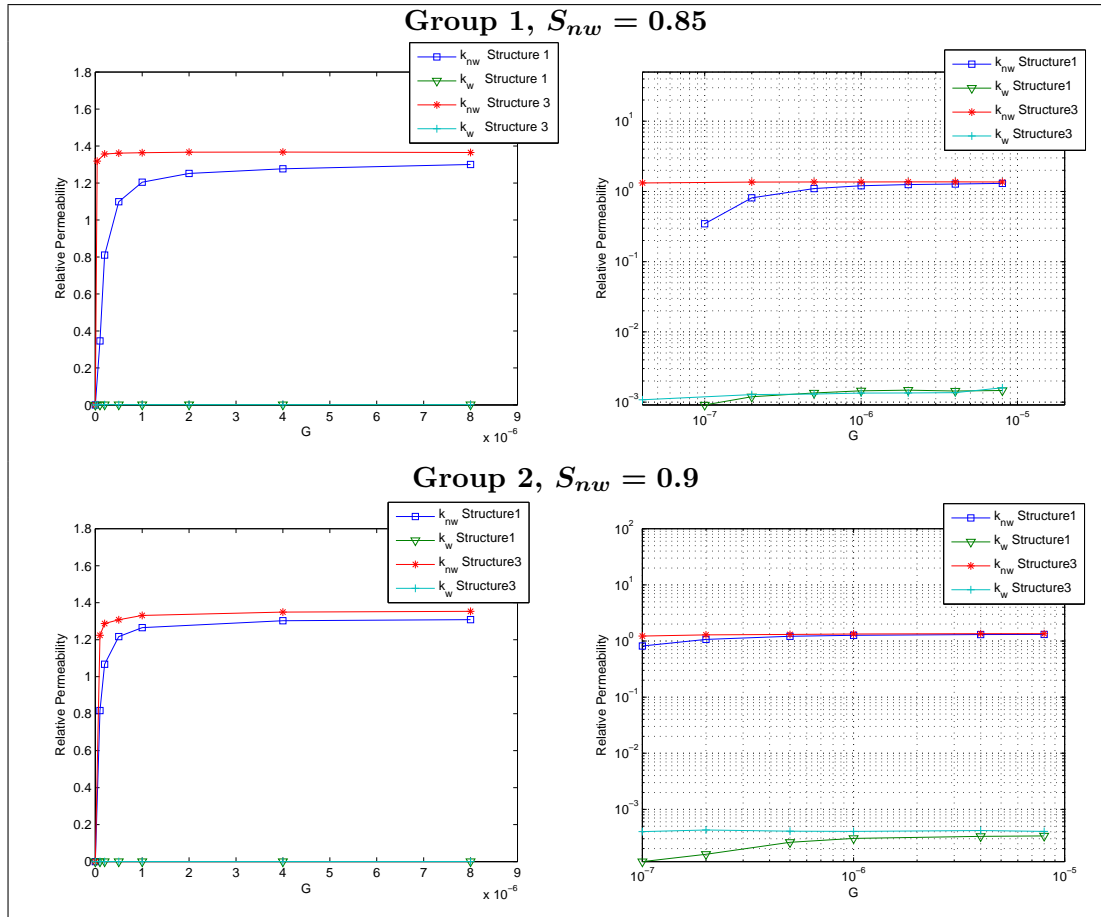 Group 1, S_nw = 0.85
k_nw Structure 1
k_w Structure 1
k_nw Structure 3
k_w Structure 3
1.8
1.6
1.4
1.2
1
0.8
0.6
0.4
0.2
0
Relative Permeability
0 1 2 3 4 5 6 7 8 9
G
x 10^-6
k_nw Structure1
k_w Structure1
k_nw Structure3
k_w Structure3
10^1
10^0
10^-1
10^-2
10^-3
Relative Permeability
10^-7 10^-6 10^-5
G
Group 2, S_nw = 0.9
k_nw Structure1
k_w Structure1
k_nw Structure3
k_w Structure3
1.8
1.6
1.4
1.2
1
0.8
0.6
0.4
0.2
0
Relative Permeability
0 1 2 3 4 5 6 7 8 9
G
x 10^-6
k_nw Structure1
k_w Structure1
k_nw Structure3
k_w Structure3
10^2
10^1
10^0
10^-1
10^-2
10^-3
Relative Permeability
10^-7 10^-6 10^-5
G